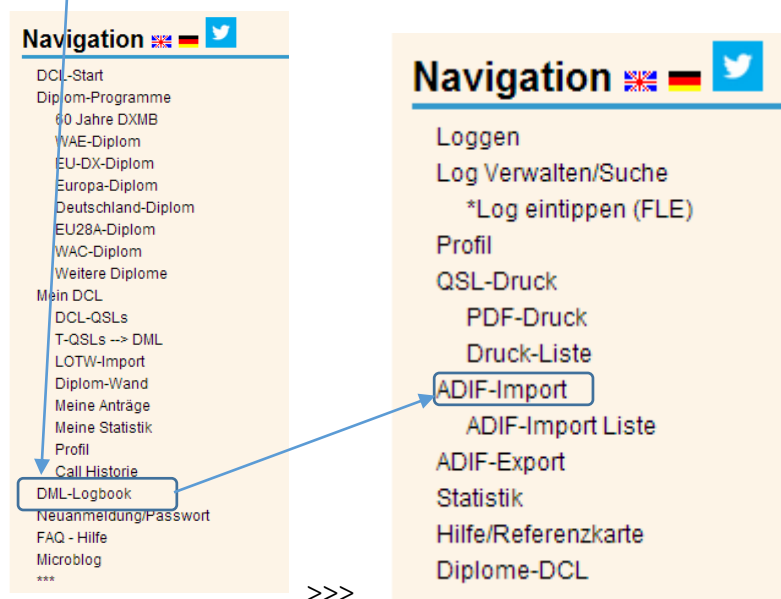 Navigation
DCL-Start
Diplom-Programme
60 Jahre DXMB
WAE-Diplom
EU-DX-Diplom
Europa-Diplom
Deutschland-Diplom
EU28A-Diplom
WAC-Diplom
Weitere Diplome
Mein DCL
DCL-QSLs
T-QSLs --> DML
LOTW-Import
Diplom-Wand
Meine Anträge
Meine Statistik
Profil
Call Historie
DML-Logbook
Neuanmeldung/Passwort
FAQ - Hilfe
Microblog
***
>>>
Navigation
Loggen
Log Verwalten/Suche
*Log eintippen (FLE)
Profil
QSL-Druck
PDF-Druck
Druck-Liste
ADIF-Import
ADIF-Import Liste
ADIF-Export
Statistik
Hilfe/Referenzkarte
Diplome-DCL